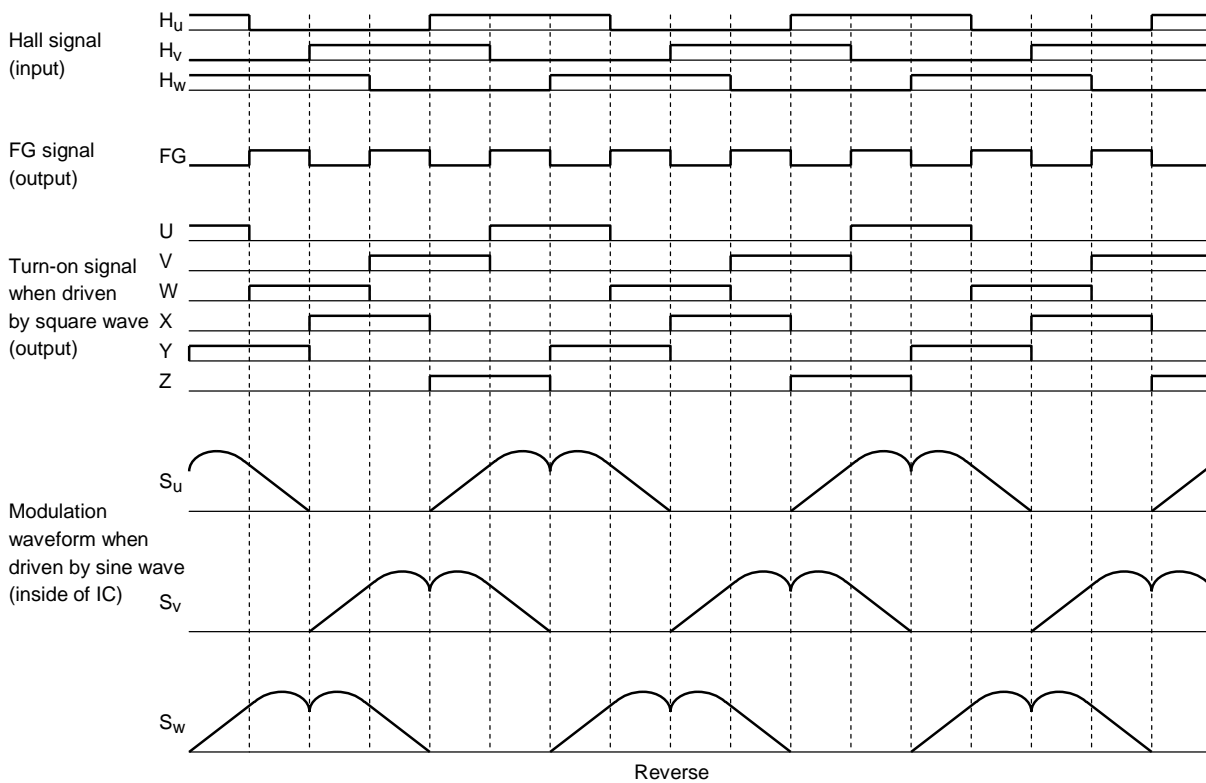 Hall signal
(input)
Hu
Hv
Hw
FG signal
(output)
FG
Turn-on signal
when driven
by square wave
(output)
U
V
W
X
Y
Z
Modulation
waveform when
driven by sine wave
(inside of IC)
Su
Sv
Sw
Reverse